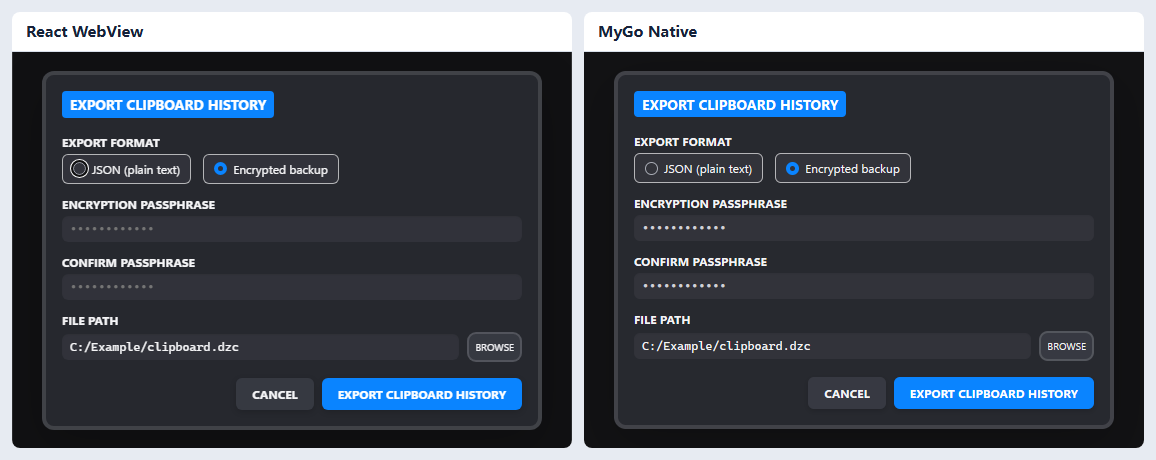 React WebView
EXPORT CLIPBOARD HISTORY
EXPORT FORMAT
JSON (plain text) Encrypted backup
ENCRYPTION PASSPHRASE
••••••••••••
CONFIRM PASSPHRASE
••••••••••••
FILE PATH
C:/Example/clipboard.dzc BROWSE
CANCEL EXPORT CLIPBOARD HISTORY
MyGo Native
EXPORT CLIPBOARD HISTORY
EXPORT FORMAT
JSON (plain text) Encrypted backup
ENCRYPTION PASSPHRASE
••••••••••••
CONFIRM PASSPHRASE
••••••••••••
FILE PATH
C:/Example/clipboard.dzc BROWSE
CANCEL EXPORT CLIPBOARD HISTORY